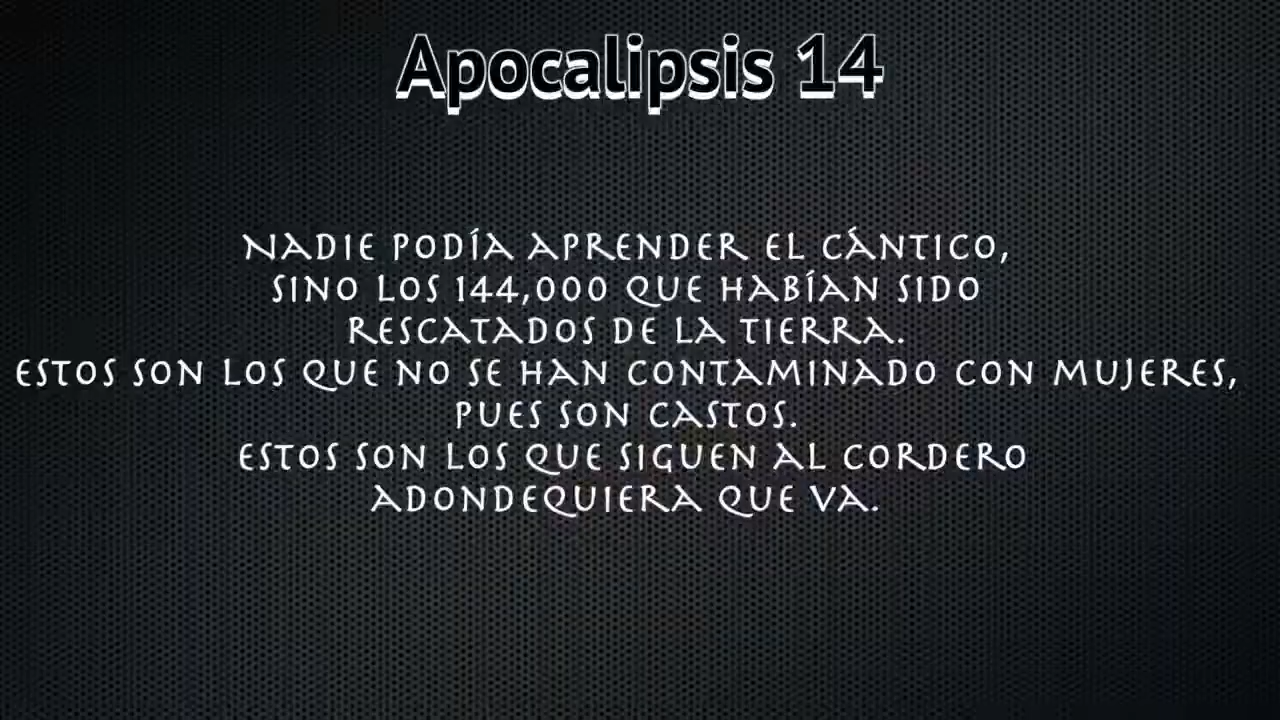 Apocalipsis 14
Nadie podía aprender el cántico,
sino los 144,000 que habían sido
rescatados de la tierra.
Estos son los que no se han contaminado con mujeres,
pues son castos.
Estos son los que siguen al Cordero
adondequiera que va.